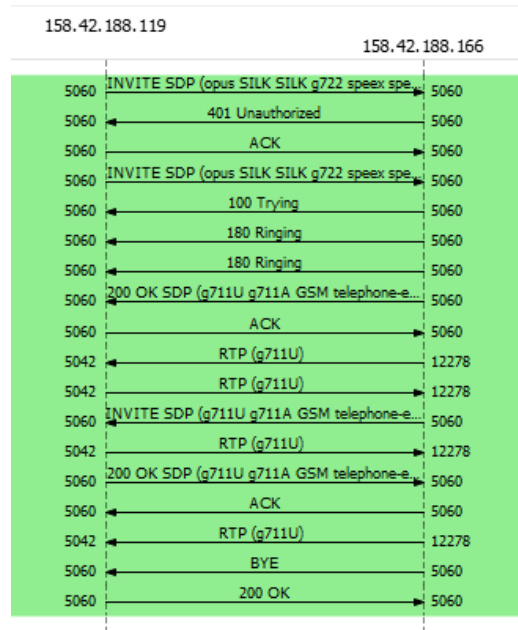 158.42.188.119
158.42.188.166
5060 INVITE SDP (opus SILK SILK g722 speex spe... 5060
5060 401 Unauthorized 5060
5060 ACK 5060
5060 INVITE SDP (opus SILK SILK g722 speex spe... 5060
5060 100 Trying 5060
5060 180 Ringing 5060
5060 180 Ringing 5060
5060 200 OK SDP (g711U g711A GSM telephone-e... 5060
5060 ACK 5060
5042 RTP (g711U) 12278
5042 RTP (g711U) 12278
5060 INVITE SDP (g711U g711A GSM telephone-e... 5060
5042 RTP (g711U) 12278
5060 200 OK SDP (g711U g711A GSM telephone-e... 5060
5060 ACK 5060
5042 RTP (g711U) 12278
5060 BYE 5060
5060 200 OK 5060